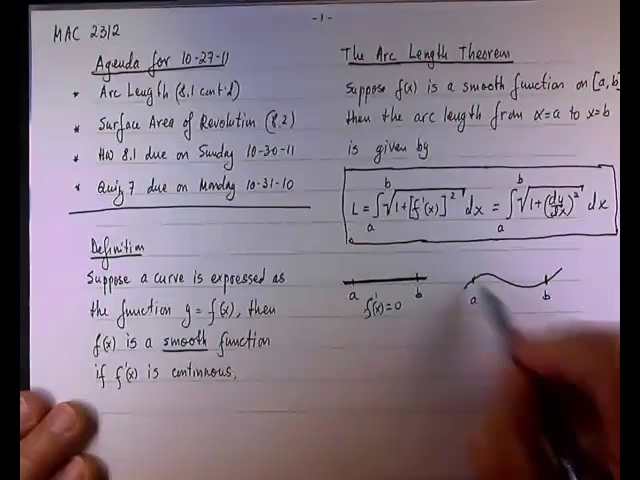 MAC 2312
-1-
Agenda for 10-27-11
* Arc Length (8.1 cont'd)
* Surface Area of Revolution (8.2)
* HW 8.1 due on Sunday 10-30-11
* Quiz 7 due on Monday 10-31-10
Definition
Suppose a curve is expressed as
the function y = f(x), then
f(x) is a smooth function
if f'(x) is continuous.
The Arc Length Theorem
Suppose f(x) is a smooth function on [a,b]
then the arc length from x=a to x=b
is given by
L = ∫_a^b √(1+[f'(x)]²) dx = ∫_a^b √(1+(dy/dx)²) dx
a b a b
f'(x)=0